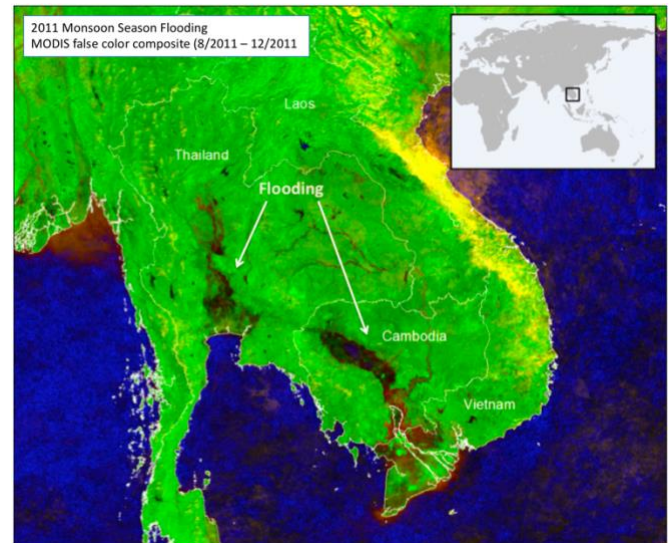 2011 Monsoon Season Flooding
MODIS false color composite (8/2011 – 12/2011
Laos
Thailand
Flooding
Cambodia
Vietnam